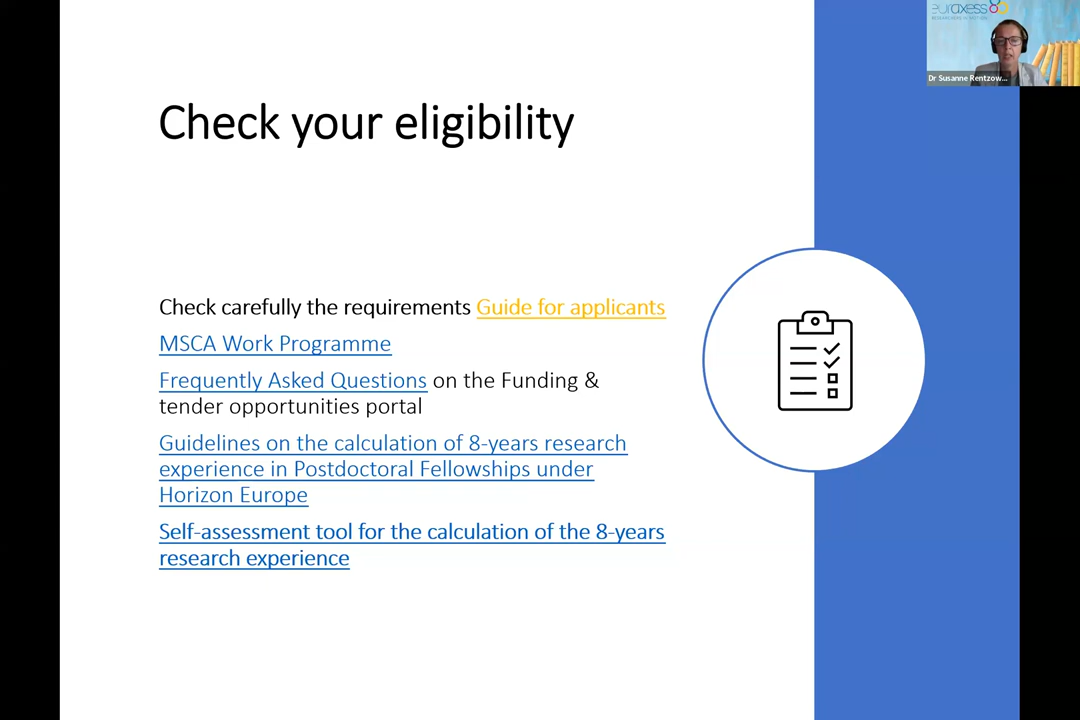 euraxess
Dr Susanne Rentzow...
Check your eligibility
Check carefully the requirements Guide for applicants
MSCA Work Programme
Frequently Asked Questions on the Funding &
tender opportunities portal
Guidelines on the calculation of 8-years research
experience in Postdoctoral Fellowships under
Horizon Europe
Self-assessment tool for the calculation of the 8-years
research experience